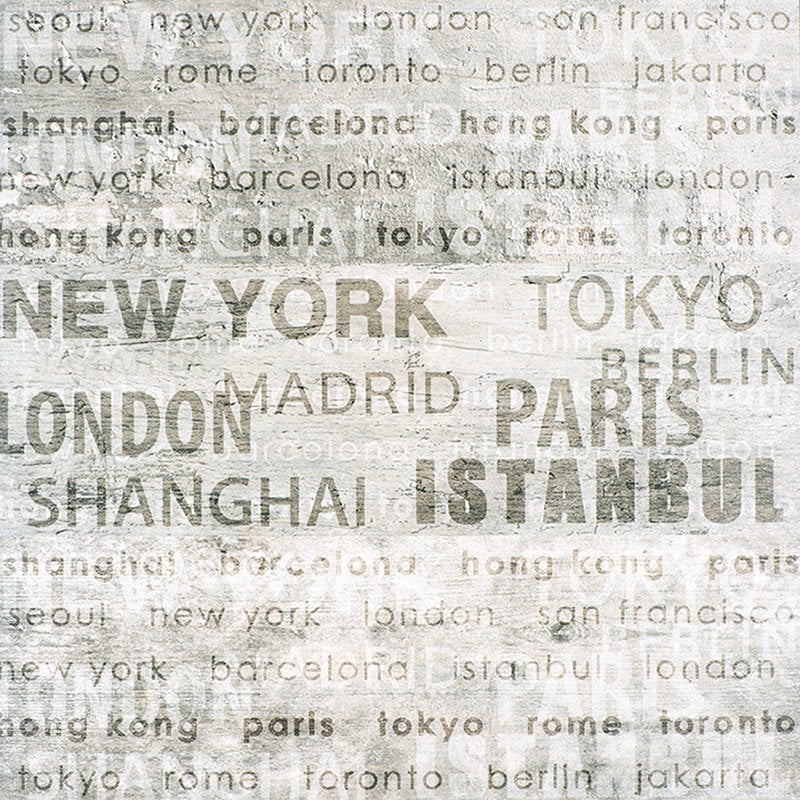 seoul new york london san francisco
tokyo rome toronto berlin jakarta
shanghai barcelona hong kong paris
new york barcelona istanbul london
hong kong paris tokyo rome toronto
NEW YORK TOKYO
BERLIN
LONDON MADRID PARIS
SHANGHAI ISTANBUL
shanghai barcelona hong kong paris
seoul new york london san francisco
new york barcelona istanbul london
hong kong paris tokyo rome toronto
tokyo rome toronto berlin jakarta